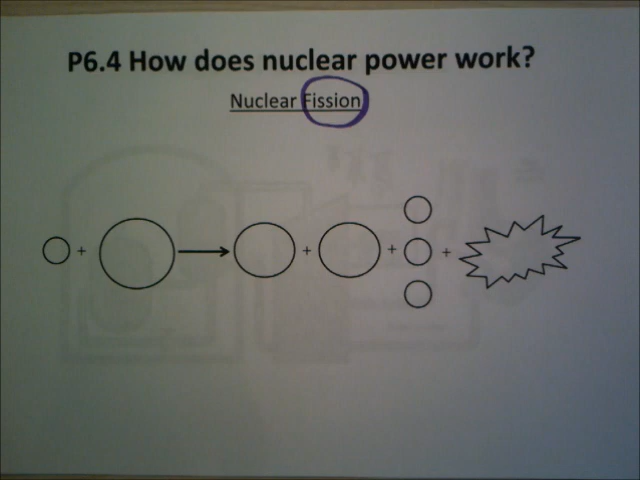 P6.4 How does nuclear power work?
Nuclear Fission
+ + + +